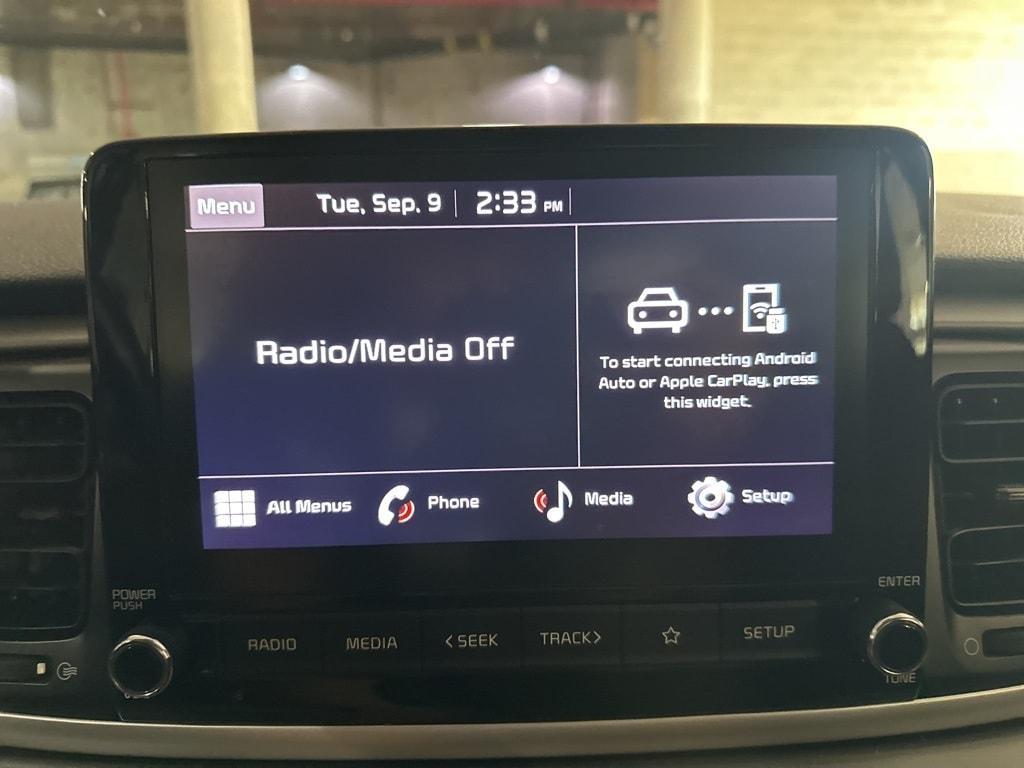 Menu
Tue, Sep. 9
2:33 PM
Radio/Media Off
To start connecting Android
Auto or Apple CarPlay, press
this widget.
All Menus
Phone
Media
Setup
POWER
PUSH
ENTER
RADIO
MEDIA
< SEEK
TRACK >
SETUP
TUNE